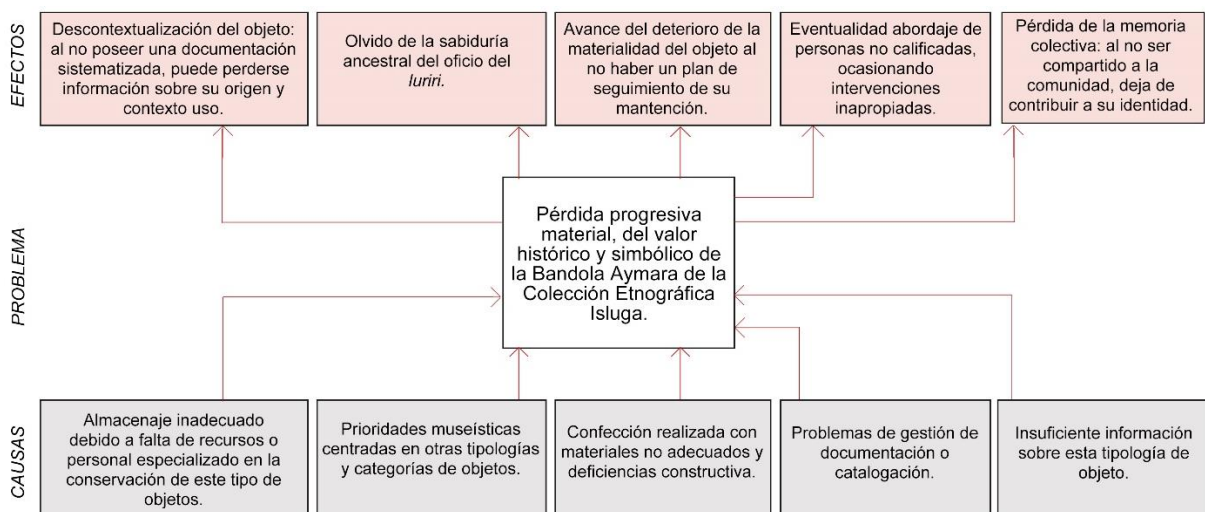 EFECTOS
Descontextualización del objeto:
al no poseer una documentación
sistematizada, puede perderse
información sobre su origen y
contexto uso.
Olvido de la sabiduría
ancestral del oficio del
luriri.
Avance del deterioro de la
materialidad del objeto al
no haber un plan de
seguimiento de su
mantención.
Eventualidad abordaje de
personas no calificadas,
ocasionando
intervenciones
inapropiadas.
Pérdida de la memoria
colectiva: al no ser
compartido a la
comunidad, deja de
contribuir a su identidad.
PROBLEMA
Pérdida progresiva
material, del valor
histórico y simbólico de
la Bandola Aymara de la
Colección Etnográfica
Isluga.
CAUSAS
Almacenaje inadecuado
debido a falta de recursos o
personal especializado en la
conservación de este tipo de
objetos.
Prioridades museísticas
centradas en otras tipologías
y categorías de objetos.
Confección realizada con
materiales no adecuados y
deficiencias constructiva.
Problemas de gestión de
documentación o
catalogación.
Insuficiente información
sobre esta tipología de
objeto.